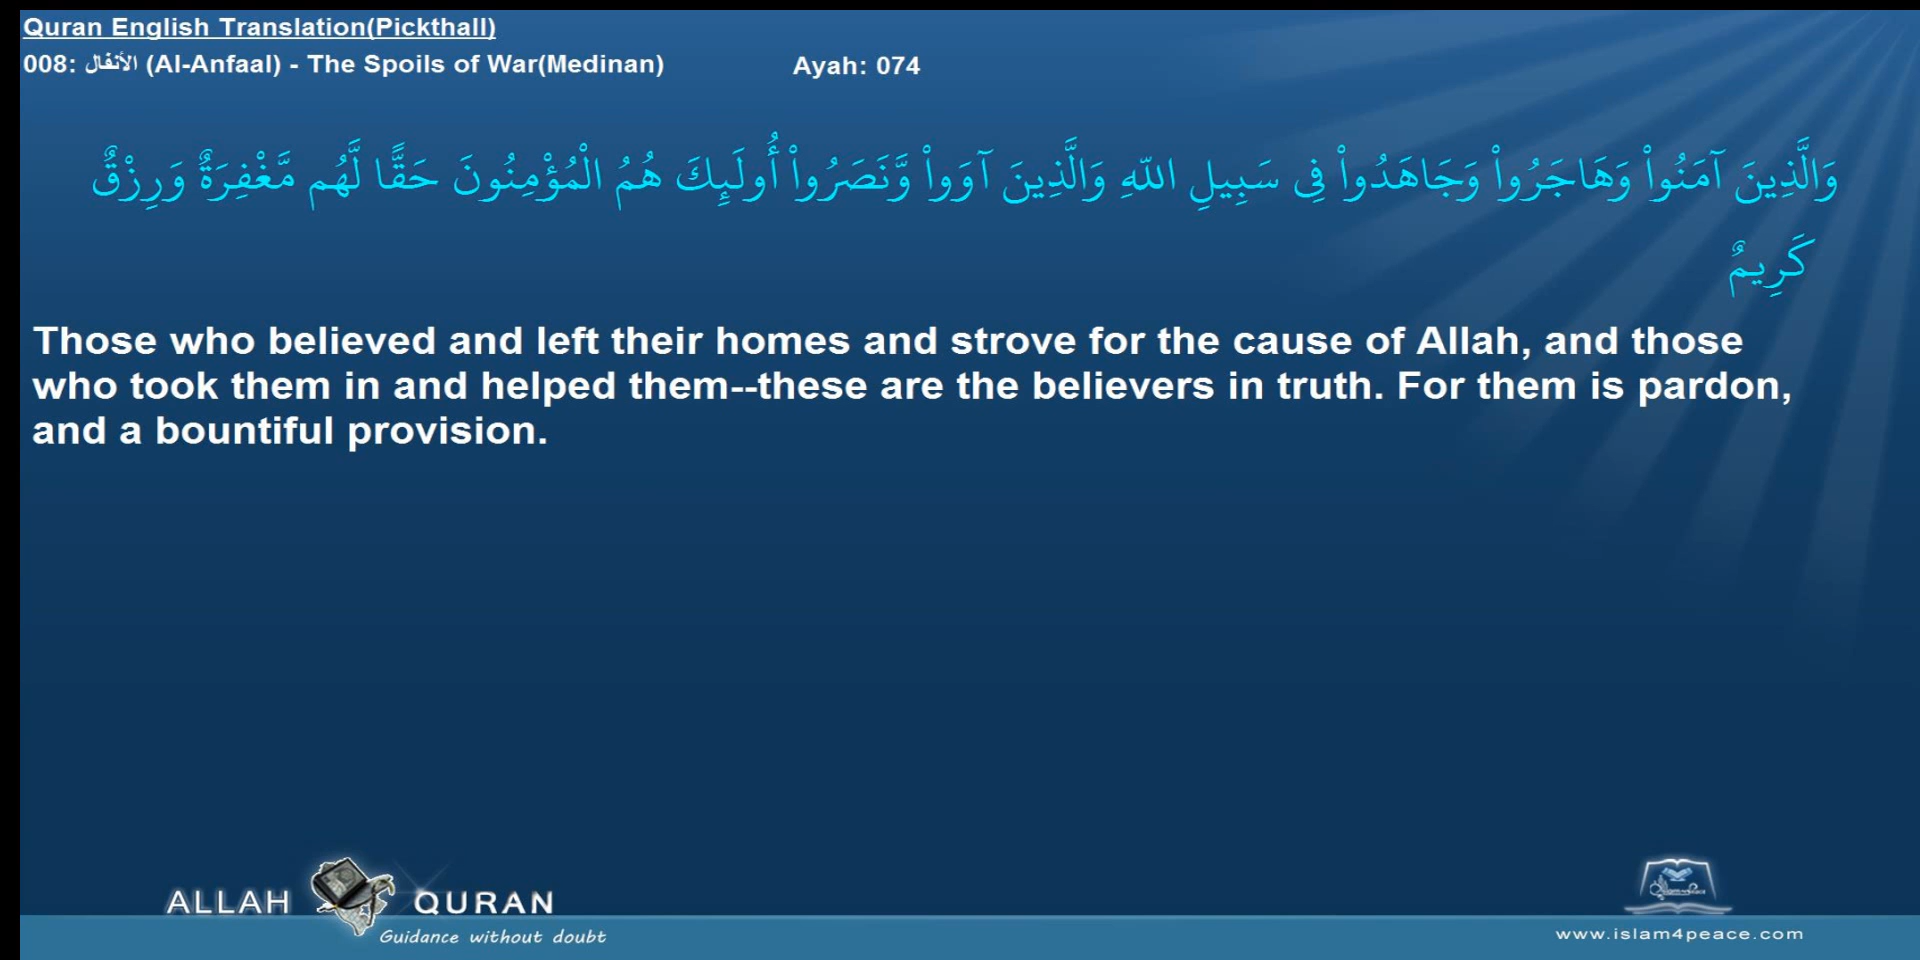 Quran English Translation(Pickthall)
008: الأنفال (Al-Anfaal) - The Spoils of War(Medinan) Ayah: 074
وَالَّذِينَ آمَنُواْ وَهَاجَرُواْ وَجَاهَدُواْ فِي سَبِيلِ اللّهِ وَالَّذِينَ آوَواْ وَّنَصَرُواْ أُولَئِكَ هُمُ الْمُؤْمِنُونَ حَقًّا لَّهُم مَّغْفِرَةٌ وَرِزْقٌ
كَرِيمٌ
Those who believed and left their homes and strove for the cause of Allah, and those
who took them in and helped them--these are the believers in truth. For them is pardon,
and a bountiful provision.
ALLAH QURAN
Guidance without doubt
www.islam4peace.com